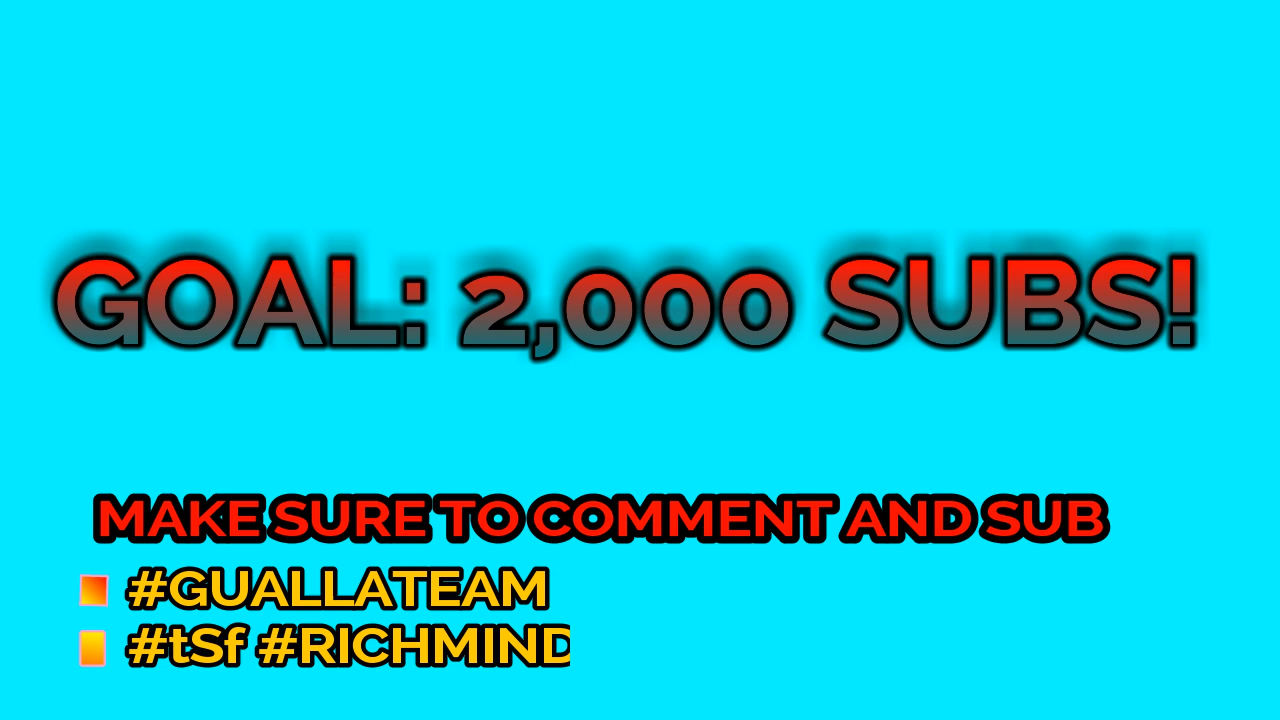 GOAL: 2,000 SUBS!
MAKE SURE TO COMMENT AND SUB
#GUALLATEAM
#tSf #RICHMIND